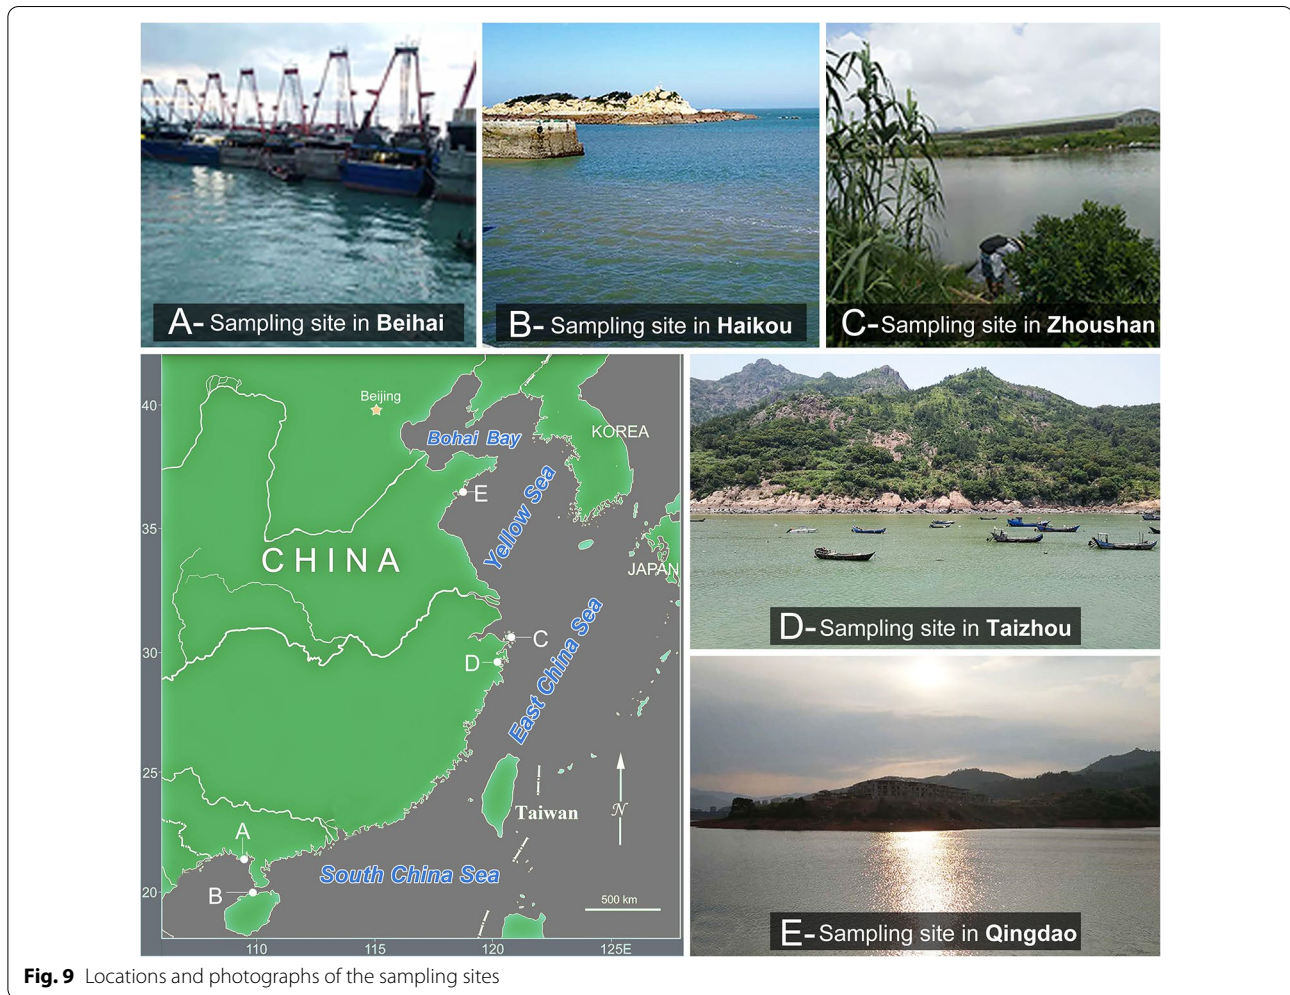 A- Sampling site in Beihai
B- Sampling site in Haikou
C- Sampling site in Zhoushan
40
35
30
25
20
110
115
120
125E
Beijing
Bohai Bay
KOREA
E
Yellow Sea
CHINA
JAPAN
C
D
East China Sea
Taiwan
N
A
B
South China Sea
500 km
D- Sampling site in Taizhou
E- Sampling site in Qingdao
Fig. 9 Locations and photographs of the sampling sites